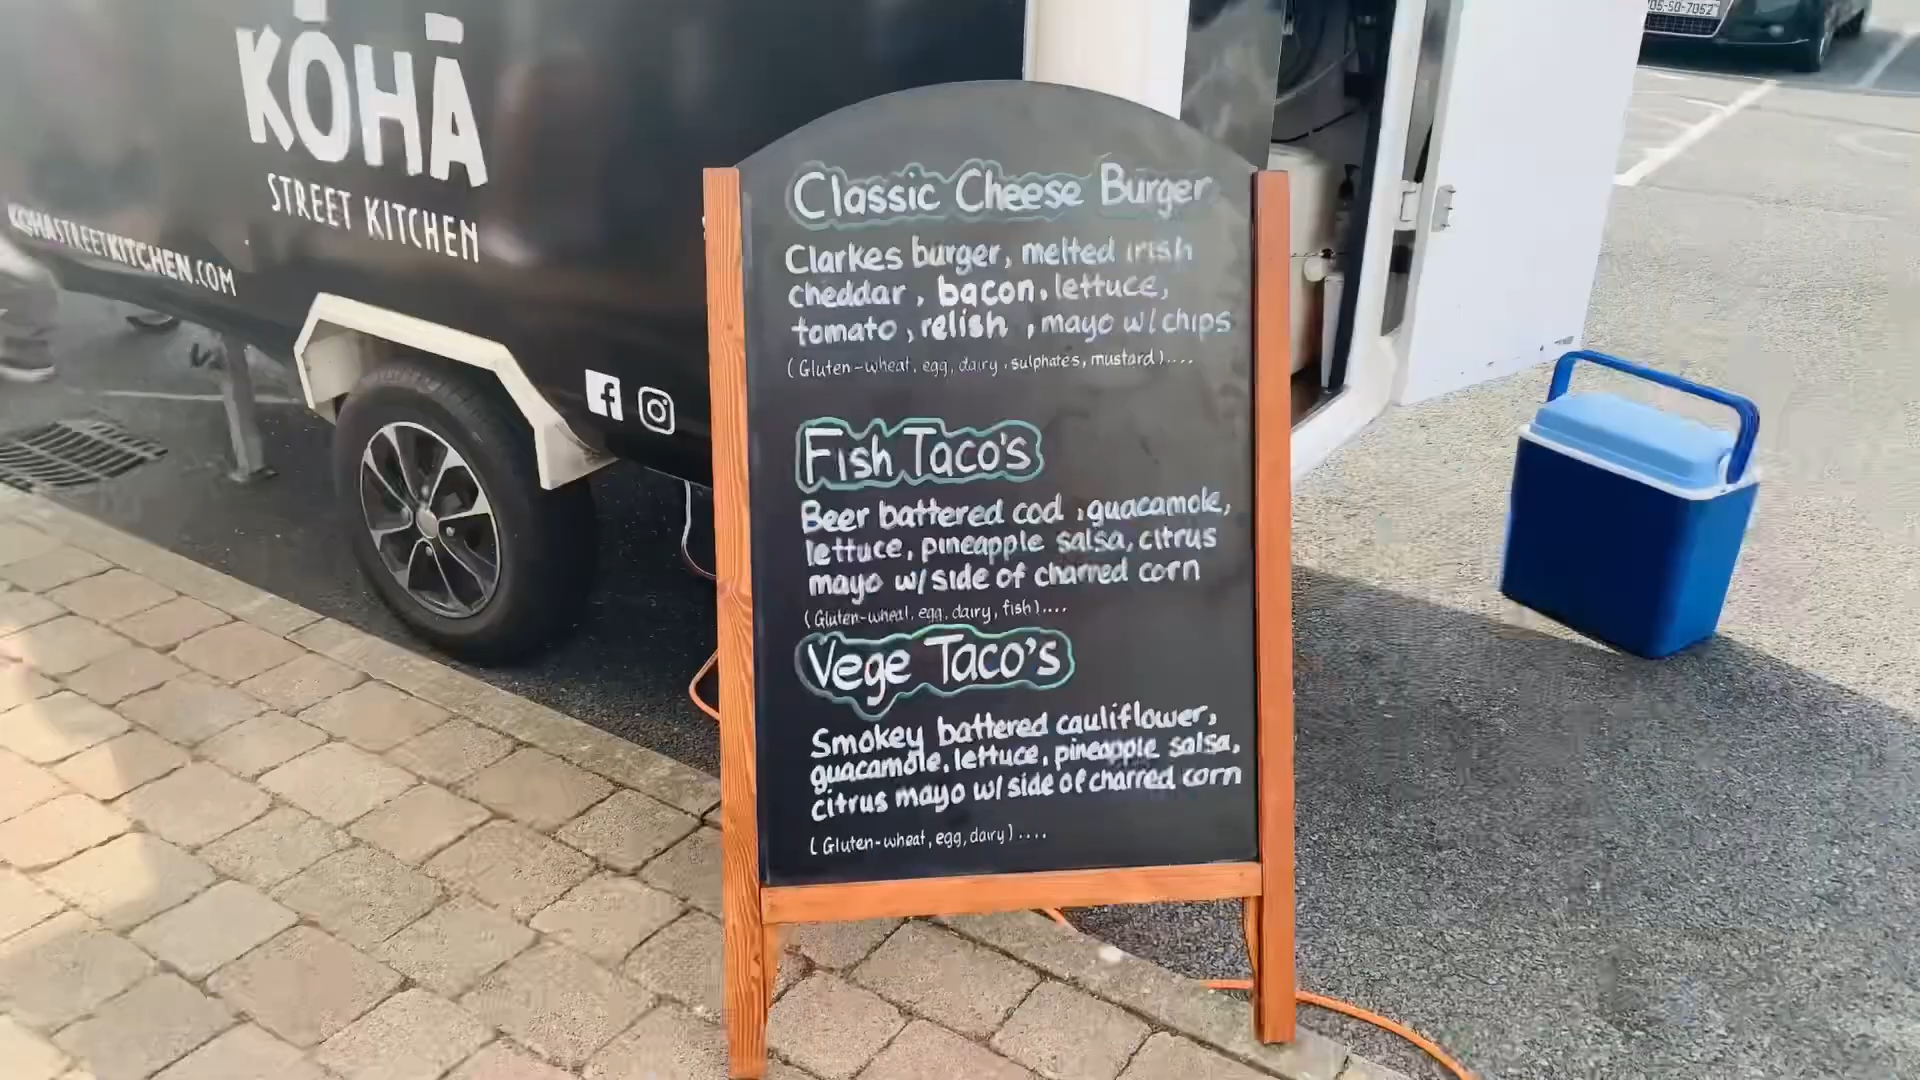 KŌHĀ
STREET KITCHEN
KOHASTREETKITCHEN.COM
Classic Cheese Burger
Clarkes burger, melted irish
cheddar, bacon, lettuce,
tomato, relish, mayo w/ chips
(Gluten-wheat, egg, dairy, sulphates, mustard)....
Fish Taco's
Beer battered cod, guacamole,
lettuce, pineapple salsa, citrus
mayo w/ side of charred corn
(Gluten-wheat, egg, dairy, fish)....
Vege Taco's
Smokey battered cauliflower,
guacamole, lettuce, pineapple salsa,
citrus mayo w/ side of charred corn
(Gluten-wheat, egg, dairy)....